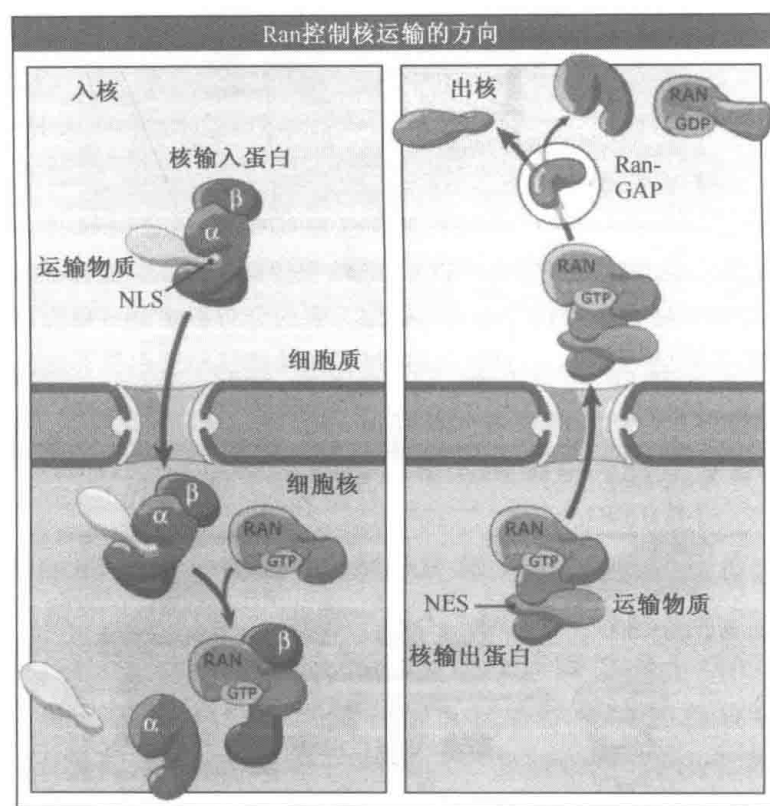 Ran控制核运输的方向
入核
核输入蛋白
β
α
运输物质
NLS
细胞质
细胞核
β
α
RAN
GTP
β
RAN
GTP
α
出核
RAN
GDP
Ran-
GAP
RAN
GTP
RAN
GTP
NES
运输物质
核输出蛋白